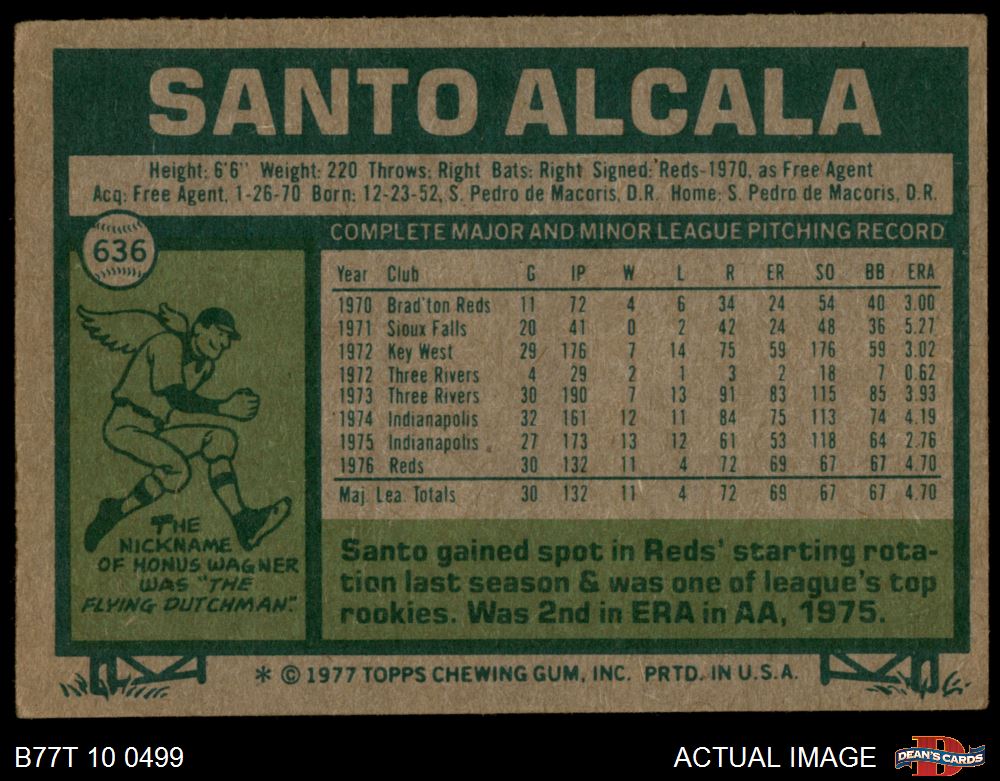 SANTO ALCALA
Height: 6'6" Weight: 220 Throws: Right Bats: Right Signed: Reds-1970, as Free Agent
Acq: Free Agent, 1-26-70 Born: 12-23-52, S. Pedro de Macoris, D.R. Home: S. Pedro de Macoris, D.R.
636
COMPLETE MAJOR AND MINOR LEAGUE PITCHING RECORD
Year Club G IP W L R ER SO BB ERA
1970 Brad'ton Reds 11 72 4 6 34 24 54 40 3.00
1971 Sioux Falls 20 41 0 2 42 24 48 36 5.27
1972 Key West 29 176 7 14 75 59 176 59 3.02
1972 Three Rivers 4 29 2 1 3 2 18 7 0.62
1973 Three Rivers 30 190 7 13 91 83 115 85 3.93
1974 Indianapolis 32 161 12 11 84 75 113 74 4.19
1975 Indianapolis 27 173 13 12 61 53 118 64 2.76
1976 Reds 30 132 11 4 72 69 67 67 4.70
Maj. Lea. Totals 30 132 11 4 72 69 67 67 4.70
THE
NICKNAME
OF HONUS WAGNER
WAS "THE
FLYING DUTCHMAN."
Santo gained spot in Reds' starting rota-
tion last season & was one of league's top
rookies. Was 2nd in ERA in AA, 1975.
* © 1977 TOPPS CHEWING GUM, INC. PRTD. IN U.S.A.
B77T 10 0499
ACTUAL IMAGE
D
DEAN'S CARDS